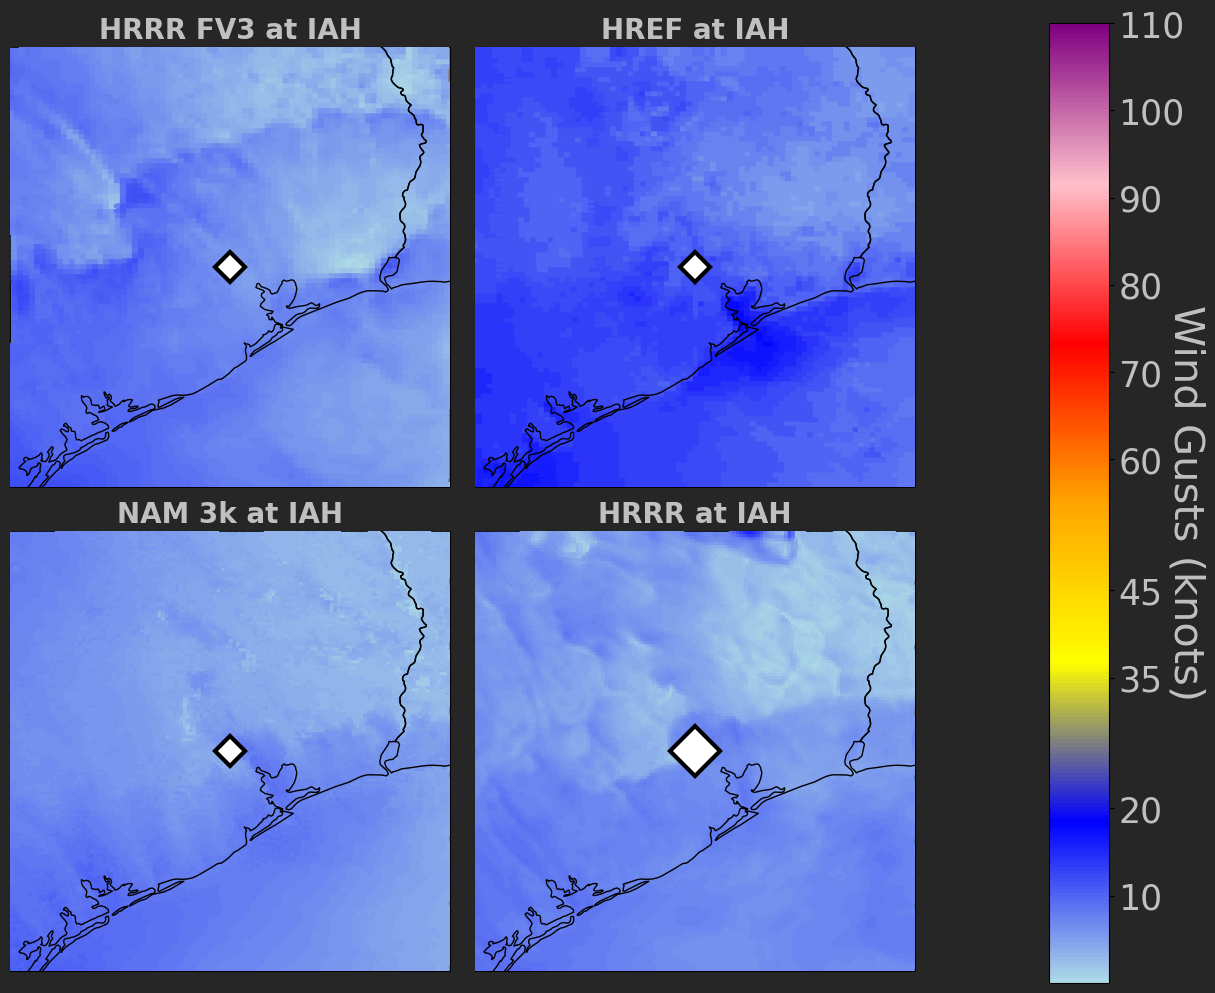 HRRR FV3 at IAH
HREF at IAH
NAM 3k at IAH
HRRR at IAH
110
100
90
80
70
60
45
35
20
10
Wind Gusts (knots)